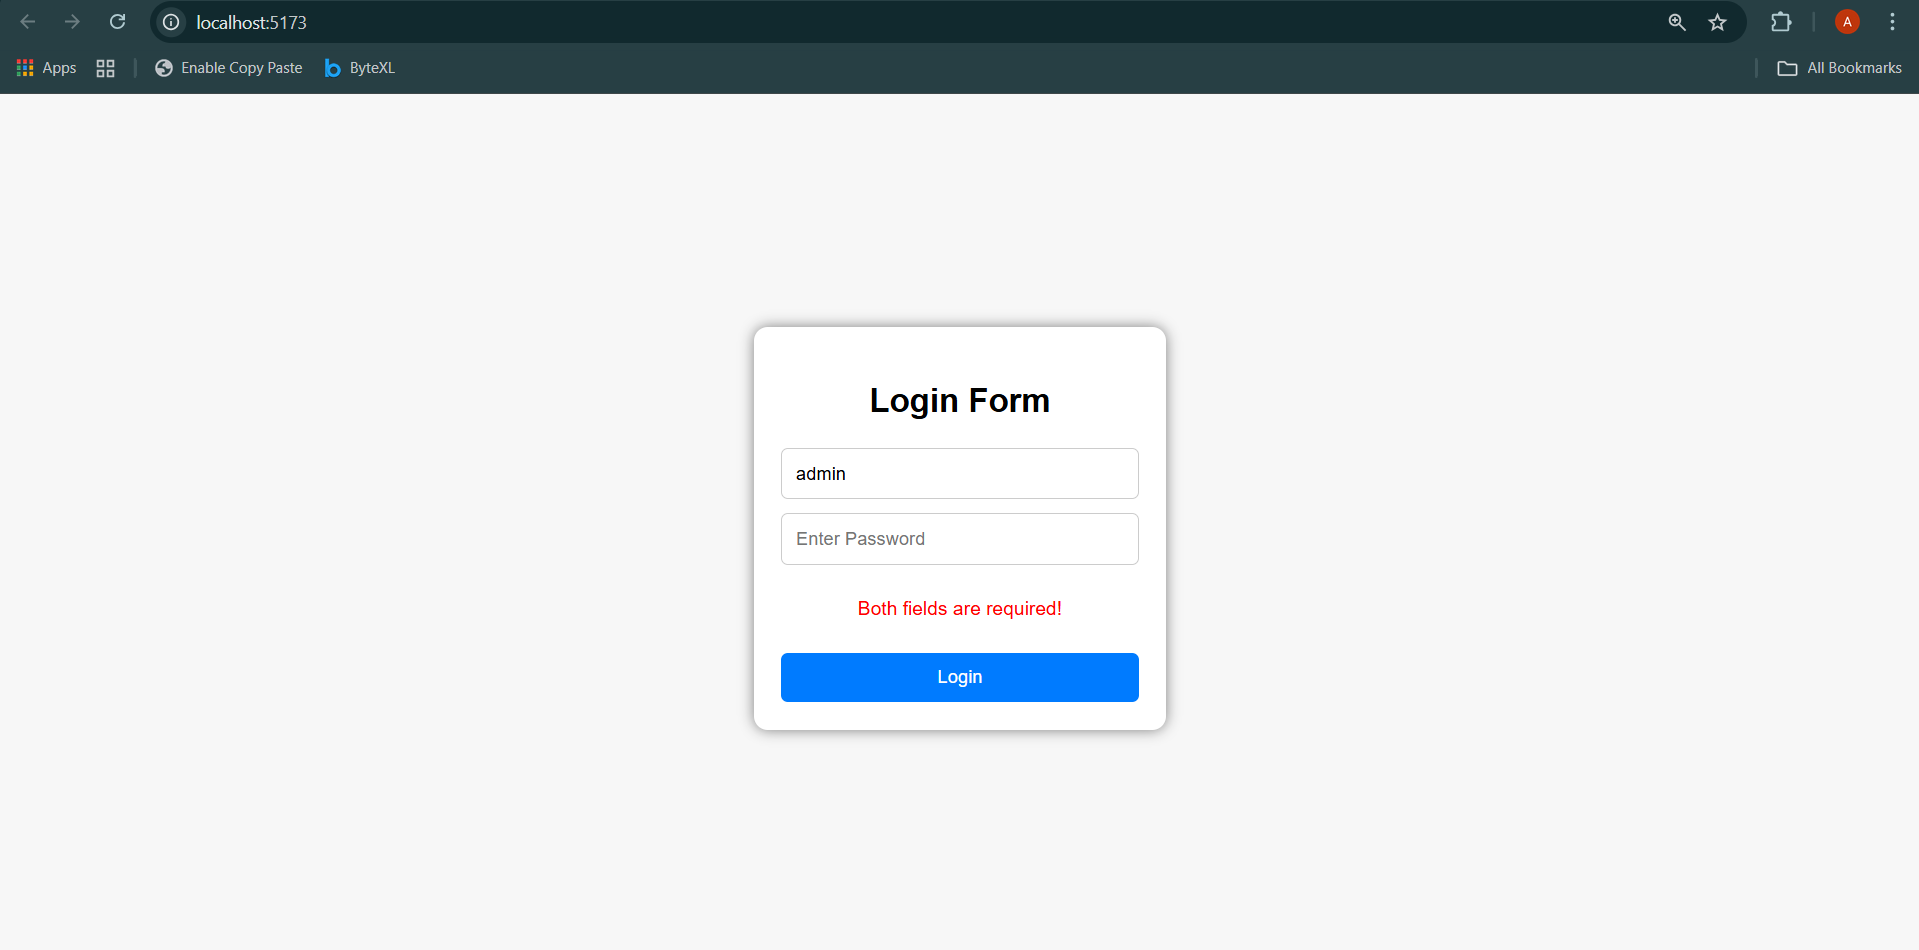 localhost:5173
A
Apps
Enable Copy Paste
ByteXL
All Bookmarks
Login Form
admin
Enter Password
Both fields are required!
Login